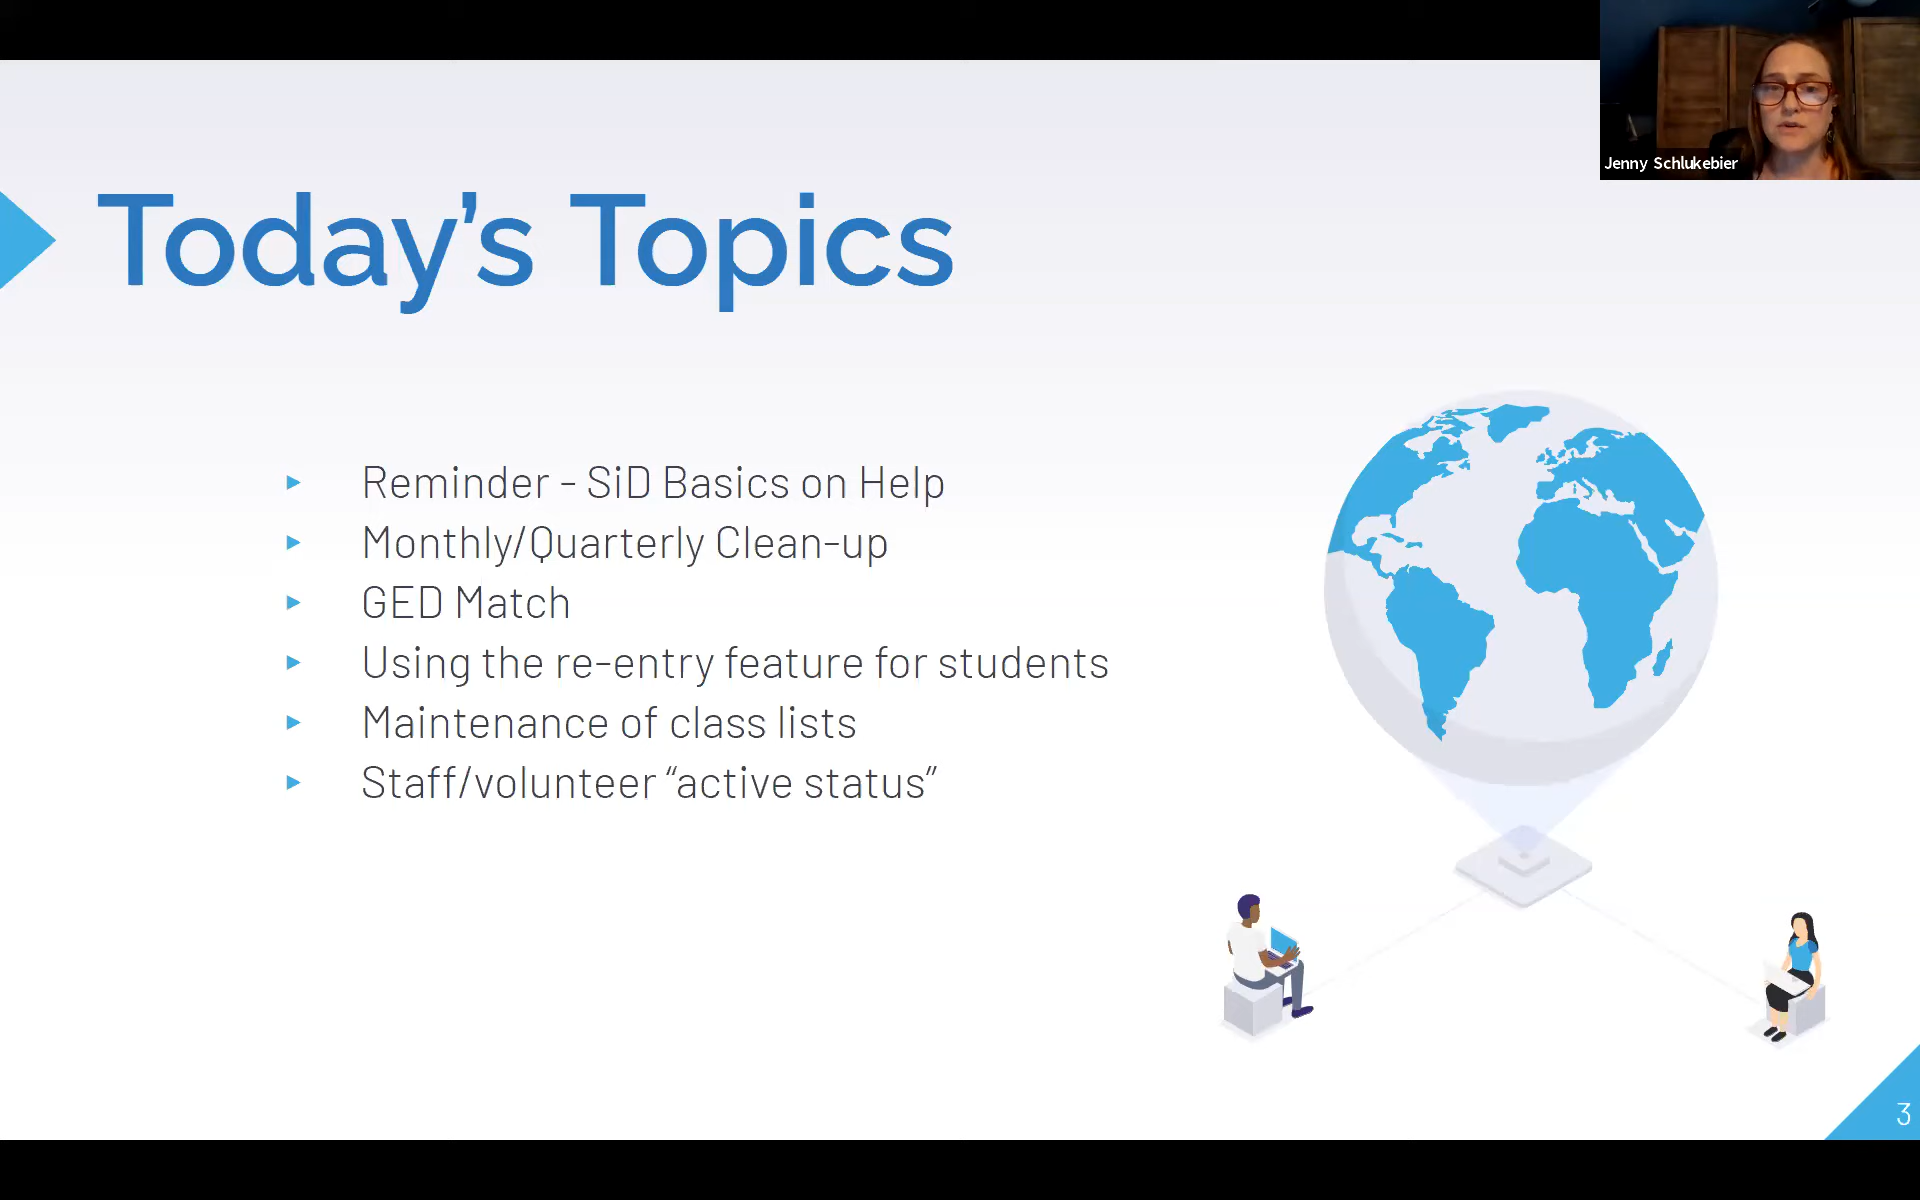 Jenny Schlukebier
Today’s Topics
Reminder - SiD Basics on Help
Monthly/Quarterly Clean-up
GED Match
Using the re-entry feature for students
Maintenance of class lists
Staff/volunteer “active status”
3